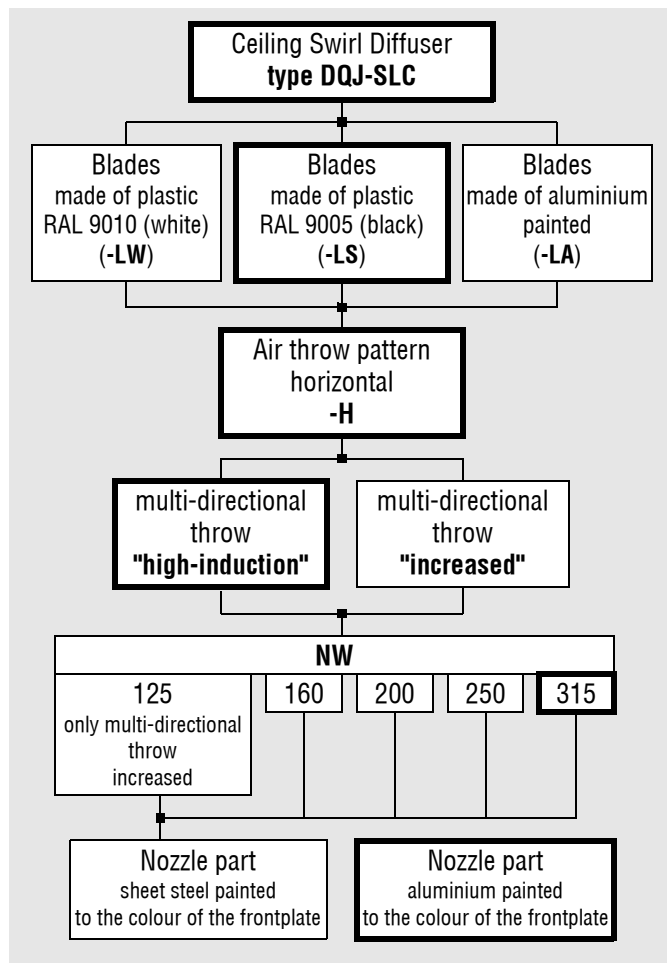 Ceiling Swirl Diffuser
type DQJ-SLC
Blades
made of plastic
RAL 9010 (white)
(-LW)
Blades
made of plastic
RAL 9005 (black)
(-LS)
Blades
made of aluminium
painted
(-LA)
Air throw pattern
horizontal
-H
multi-directional
throw
"high-induction"
multi-directional
throw
"increased"
NW
125
only multi-directional
throw
increased
160
200
250
315
Nozzle part
sheet steel painted
to the colour of the frontplate
Nozzle part
aluminium painted
to the colour of the frontplate